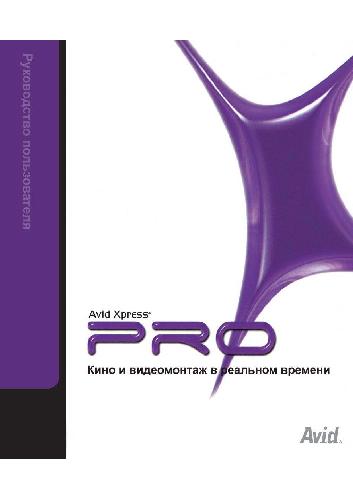 Руководство пользователя
Avid Xpress®
PRO
Кино и видеомонтаж в реальном времени
Avid®